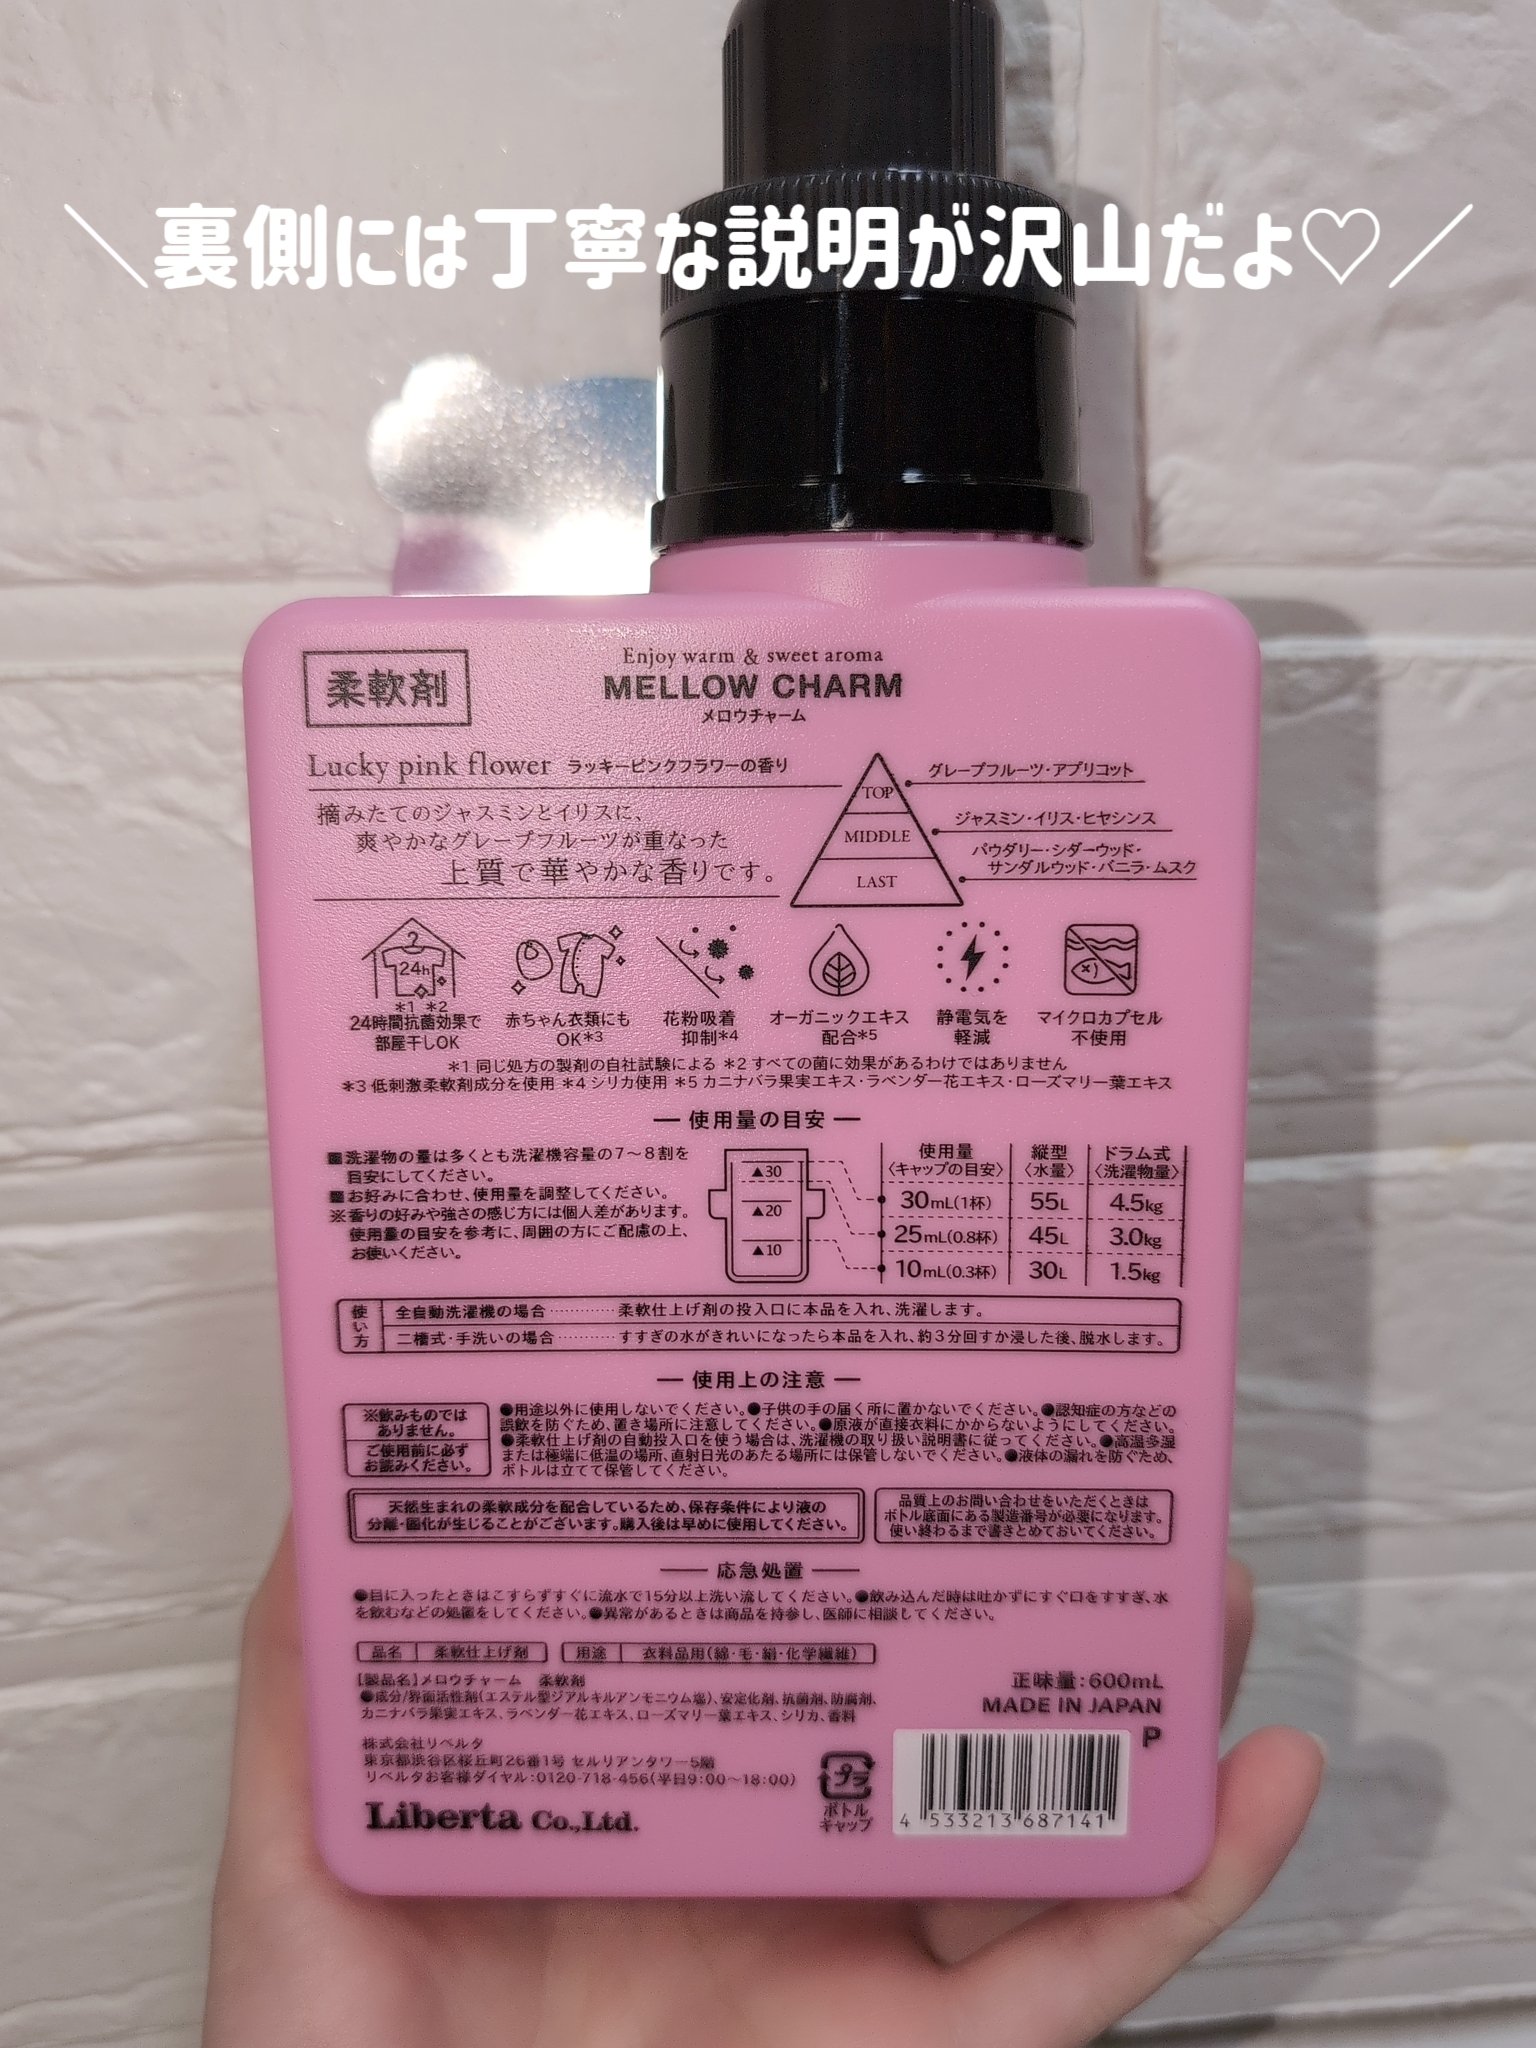 ＼裏側には丁寧な説明が沢山だよ♡／
柔軟剤
Enjoy warm & sweet aroma
MELLOW CHARM
メロウチャーム
Lucky pink flower ラッキーピンクフラワーの香り
摘みたてのジャスミンとイリスに、
爽やかなグレープフルーツが重なった
上質で華やかな香りです。
TOP グレープフルーツ・アプリコット
MIDDLE ジャスミン・イリス・ヒヤシンス
LAST パウダリー・シダーウッド・
サンダルウッド・バニラ・ムスク
24h
*1 *2
24時間抗菌効果で
部屋干しOK
赤ちゃん衣類にも
OK*3
花粉吸着
抑制*4
オーガニックエキス
配合*5
静電気を
軽減
マイクロカプセル
不使用
*1 同じ処方の製剤の自社試験による *2 すべての菌に効果があるわけではありません
*3 低刺激柔軟剤成分を使用 *4 シリカ使用 *5 カニナバラ果実エキス・ラベンダー花エキス・ローズマリー葉エキス
使用量の目安
■洗濯物の量は多くとも洗濯機容量の7〜8割を
目安にしてください。
■お好みに合わせ、使用量を調整してください。
※香りの好みや強さの感じ方には個人差があります。
使用量の目安を参考に、周囲の方にご配慮の上、
お使いください。
▲30
▲20
▲10
使用量 縦型 ドラム式
〈キャップの目安〉 〈水量〉 〈洗濯物量〉
30mL(1杯) 55L 4.5kg
25mL(0.8杯) 45L 3.0kg
10mL(0.3杯) 30L 1.5kg
使い方
全自動洗濯機の場合…………柔軟仕上げ剤の投入口に本品を入れ、洗濯します。
二槽式・手洗いの場合…………すすぎの水がきれいになったら本品を入れ、約3分回すか浸した後、脱水します。
使用上の注意
※飲みものでは
ありません。
ご使用前に必ず
お読みください。
●用途以外に使用しないでください。●子供の手の届く所に置かないでください。●認知症の方などの
誤飲を防ぐため、置き場所に注意してください。●原液が直接衣料にかからないようにしてください。
●柔軟仕上げ剤の自動投入口を使う場合は、洗濯機の取り扱い説明書に従ってください。●高温多湿
または極端に低温の場所、直射日光のあたる場所には保管しないでください。●液体の漏れを防ぐため、
ボトルは立てて保管してください。
天然生まれの柔軟成分を配合しているため、保存条件により液の
分離・固化が生じることがございます。購入後は早めに使用してください。
品質上のお問い合わせをいただくときは
ボトル底面にある製造番号が必要になります。
使い終わるまで書きとめておいてください。
応急処置
●目に入ったときはこすらずすぐに流水で15分以上洗い流してください。●飲み込んだ時は吐かずにすぐ口をすすぎ、水
を飲むなどの処置をしてください。●異常があるときは商品を持参し、医師に相談してください。
品名 柔軟仕上げ剤 用途 衣料品用(綿・毛・絹・化学繊維)
【製品名】メロウチャーム 柔軟剤
●成分/界面活性剤(エステル型ジアルキルアンモニウム塩)、安定化剤、抗菌剤、防腐剤、
カニナバラ果実エキス、ラベンダー花エキス、ローズマリー葉エキス、シリカ、香料
正味量：600mL
MADE IN JAPAN
P
株式会社リベルタ
東京都渋谷区桜丘町26番1号 セルリアンタワー5階
リベルタお客様ダイヤル：0120-718-456(平日9:00〜18:00)
Liberta Co.,Ltd.
プラ
ボトル
キャップ
4 533213 687141